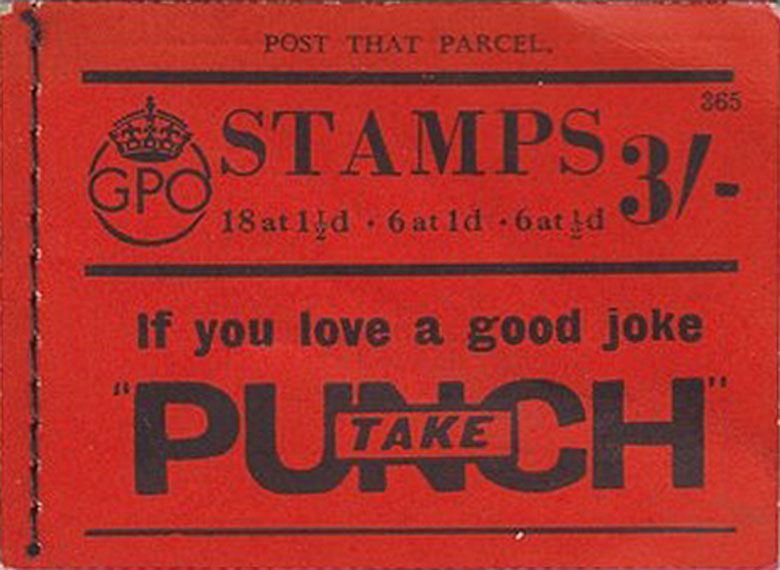 POST THAT PARCEL.
365
GPO
STAMPS 3/-
18 at 1½d · 6 at 1d · 6 at ½d
If you love a good joke
TAKE
"PUNCH"